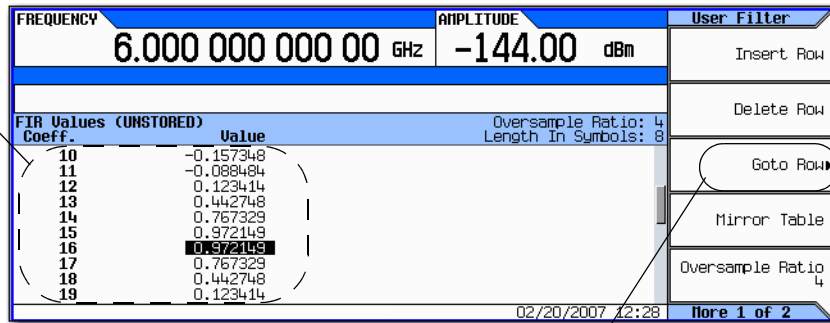 FREQUENCY
6.000 000 000 00 GHz
AMPLITUDE
-144.00 dBm
FIR Values (UNSTORED)
Oversample Ratio: 4
Coeff. Value
Length In Symbols: 8
10 -0.157348
11 -0.088484
12 0.123414
13 0.442748
14 0.767329
15 0.972149
16 0.972149
17 0.767329
18 0.442748
19 0.123414
02/20/2007 12:28
User Filter
Insert Row
Delete Row
Goto Row
Mirror Table
Oversample Ratio
4
More 1 of 2